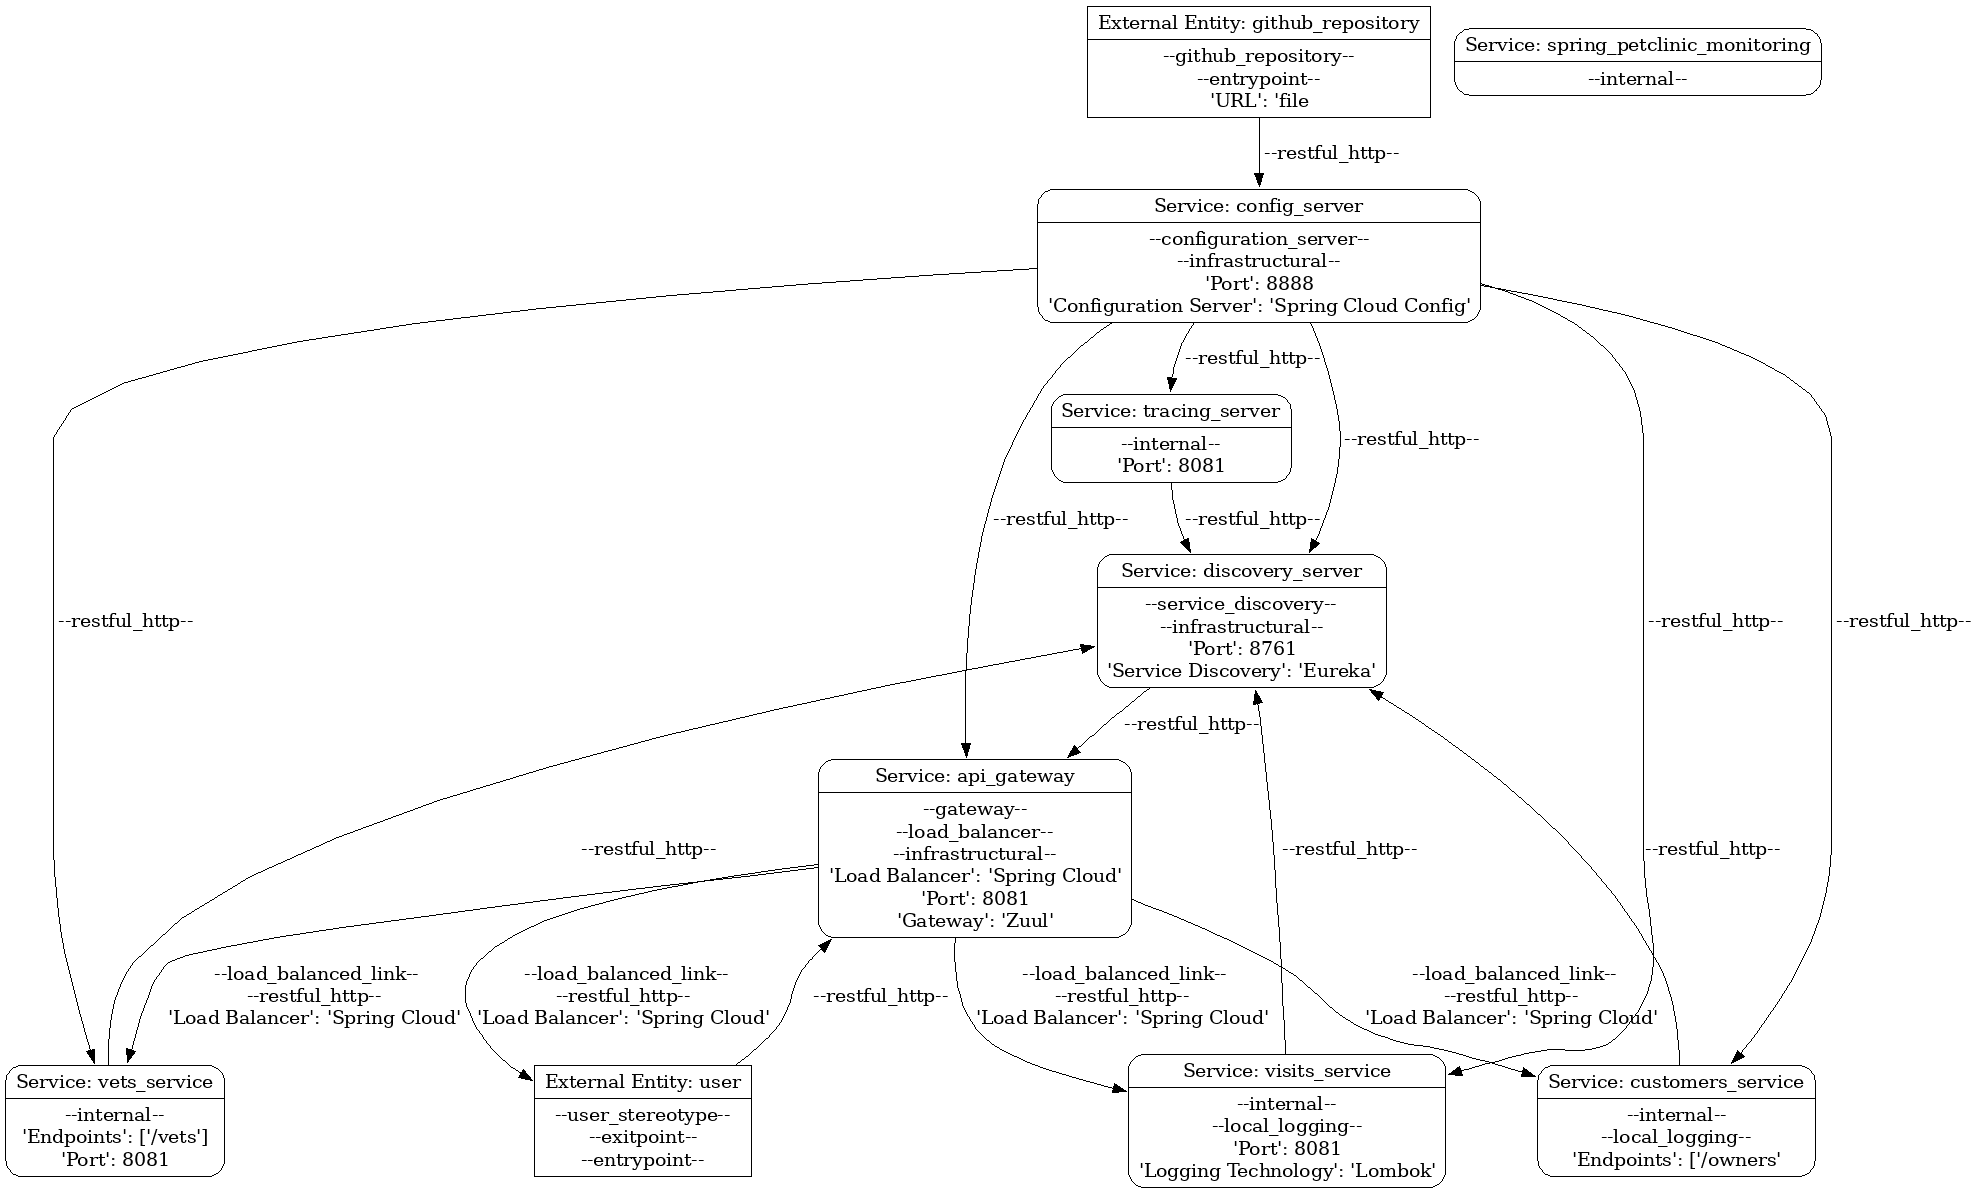 External Entity: github_repository
--github_repository--
--entrypoint--
'URL': 'file
Service: spring_petclinic_monitoring
--internal--
--restful_http--
Service: config_server
--configuration_server--
--infrastructural--
'Port': 8888
'Configuration Server': 'Spring Cloud Config'
--restful_http--
Service: tracing_server
--internal--
'Port': 8081
--restful_http--
--restful_http--
--restful_http--
Service: discovery_server
--service_discovery--
--infrastructural--
'Port': 8761
'Service Discovery': 'Eureka'
--restful_http--
--restful_http--
--restful_http--
--restful_http--
Service: api_gateway
--gateway--
--load_balancer--
--infrastructural--
'Load Balancer': 'Spring Cloud'
'Port': 8081
'Gateway': 'Zuul'
--restful_http--
--restful_http--
--restful_http--
--load_balanced_link--
--restful_http--
'Load Balancer': 'Spring Cloud'
--load_balanced_link--
--restful_http--
'Load Balancer': 'Spring Cloud'
--restful_http--
--load_balanced_link--
--restful_http--
'Load Balancer': 'Spring Cloud'
--load_balanced_link--
--restful_http--
'Load Balancer': 'Spring Cloud'
Service: vets_service
--internal--
'Endpoints': ['/vets']
'Port': 8081
External Entity: user
--user_stereotype--
--exitpoint--
--entrypoint--
Service: visits_service
--internal--
--local_logging--
'Port': 8081
'Logging Technology': 'Lombok'
Service: customers_service
--internal--
--local_logging--
'Endpoints': ['/owners'